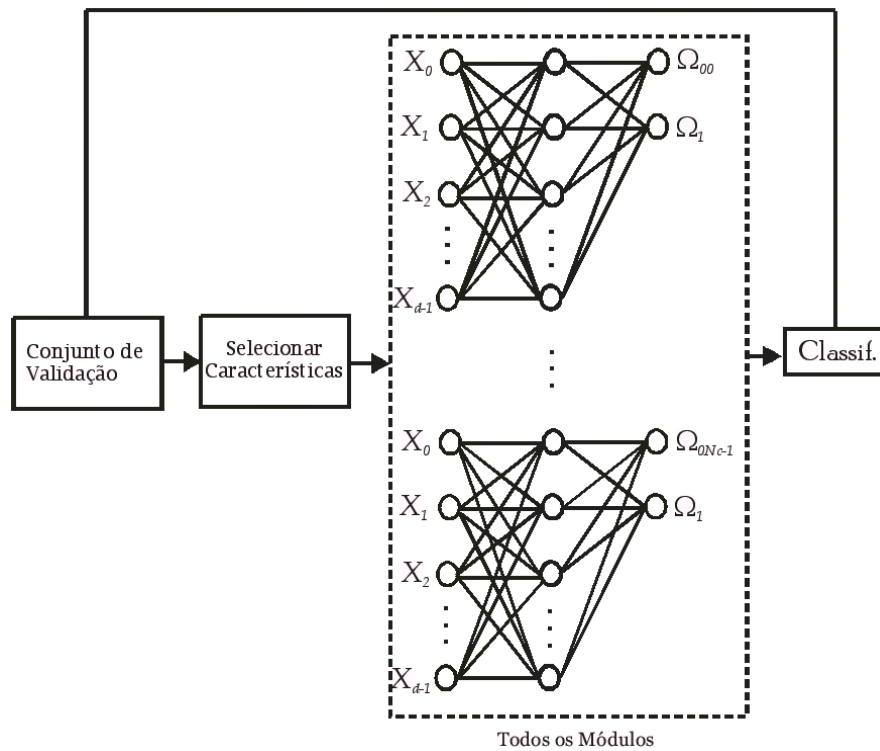 X0
Ω00
X1
Ω1
X2
Xd-1
Conjunto de
Validação
Selecionar
Características
Classif.
X0
Ω0Nc-1
X1
Ω1
X2
Xd-1
Todos os Módulos